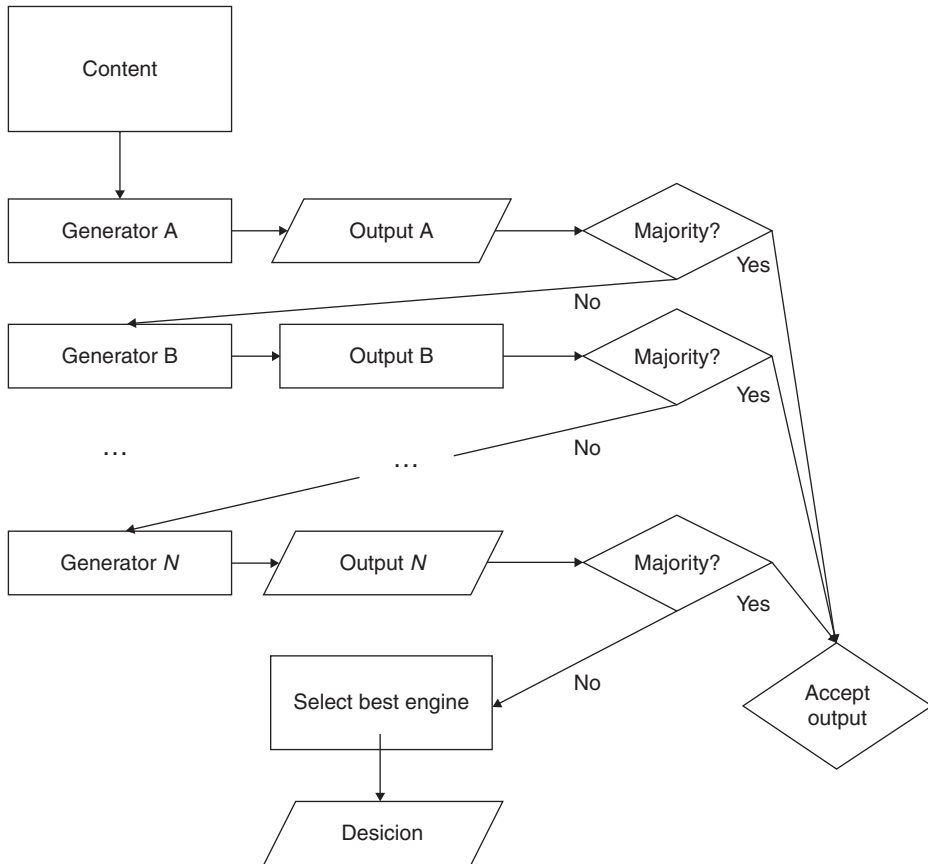 Content
Generator A
Output A
Majority?
Yes
No
Generator B
Output B
Majority?
Yes
No
...
...
Generator N
Output N
Majority?
Yes
No
Select best engine
Accept
output
Desicion